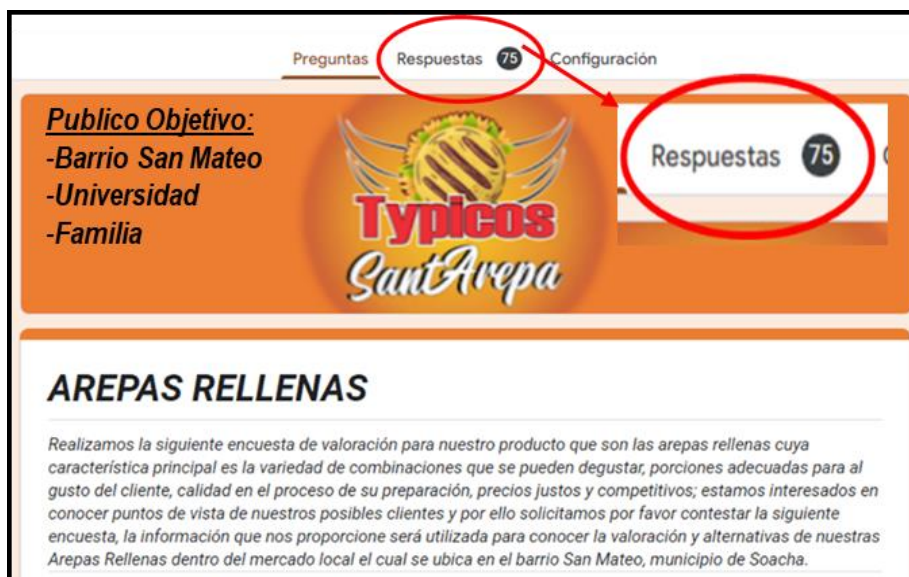 Preguntas Respuestas 75 Configuración
Publico Objetivo:
-Barrio San Mateo
-Universidad
-Familia
Typicos
SantArepa
Respuestas 75
AREPAS RELLENAS
Realizamos la siguiente encuesta de valoración para nuestro producto que son las arepas rellenas cuya
característica principal es la variedad de combinaciones que se pueden degustar, porciones adecuadas para al
gusto del cliente, calidad en el proceso de su preparación, precios justos y competitivos; estamos interesados en
conocer puntos de vista de nuestros posibles clientes y por ello solicitamos por favor contestar la siguiente
encuesta, la información que nos proporcione será utilizada para conocer la valoración y alternativas de nuestras
Arepas Rellenas dentro del mercado local el cual se ubica en el barrio San Mateo, municipio de Soacha.